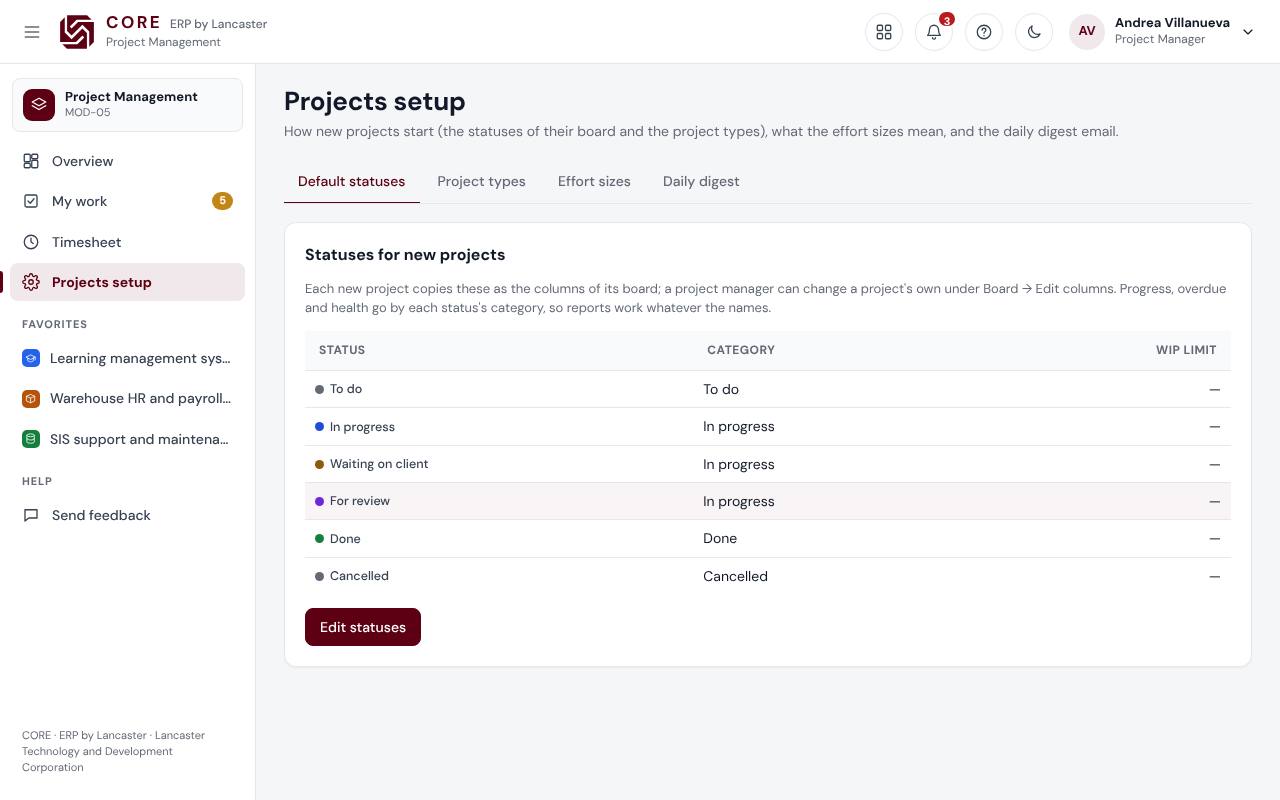 CORE ERP by Lancaster
Project Management
3
AV
Andrea Villanueva
Project Manager
Project Management
MOD-05
Overview
My work 5
Timesheet
Projects setup
FAVORITES
Learning management sys...
Warehouse HR and payroll...
SIS support and maintena...
HELP
Send feedback
CORE · ERP by Lancaster · Lancaster
Technology and Development
Corporation
Projects setup
How new projects start (the statuses of their board and the project types), what the effort sizes mean, and the daily digest email.
Default statuses Project types Effort sizes Daily digest
Statuses for new projects
Each new project copies these as the columns of its board; a project manager can change a project's own under Board → Edit columns. Progress, overdue
and health go by each status's category, so reports work whatever the names.
STATUS CATEGORY WIP LIMIT
To do To do —
In progress In progress —
Waiting on client In progress —
For review In progress —
Done Done —
Cancelled Cancelled —
Edit statuses